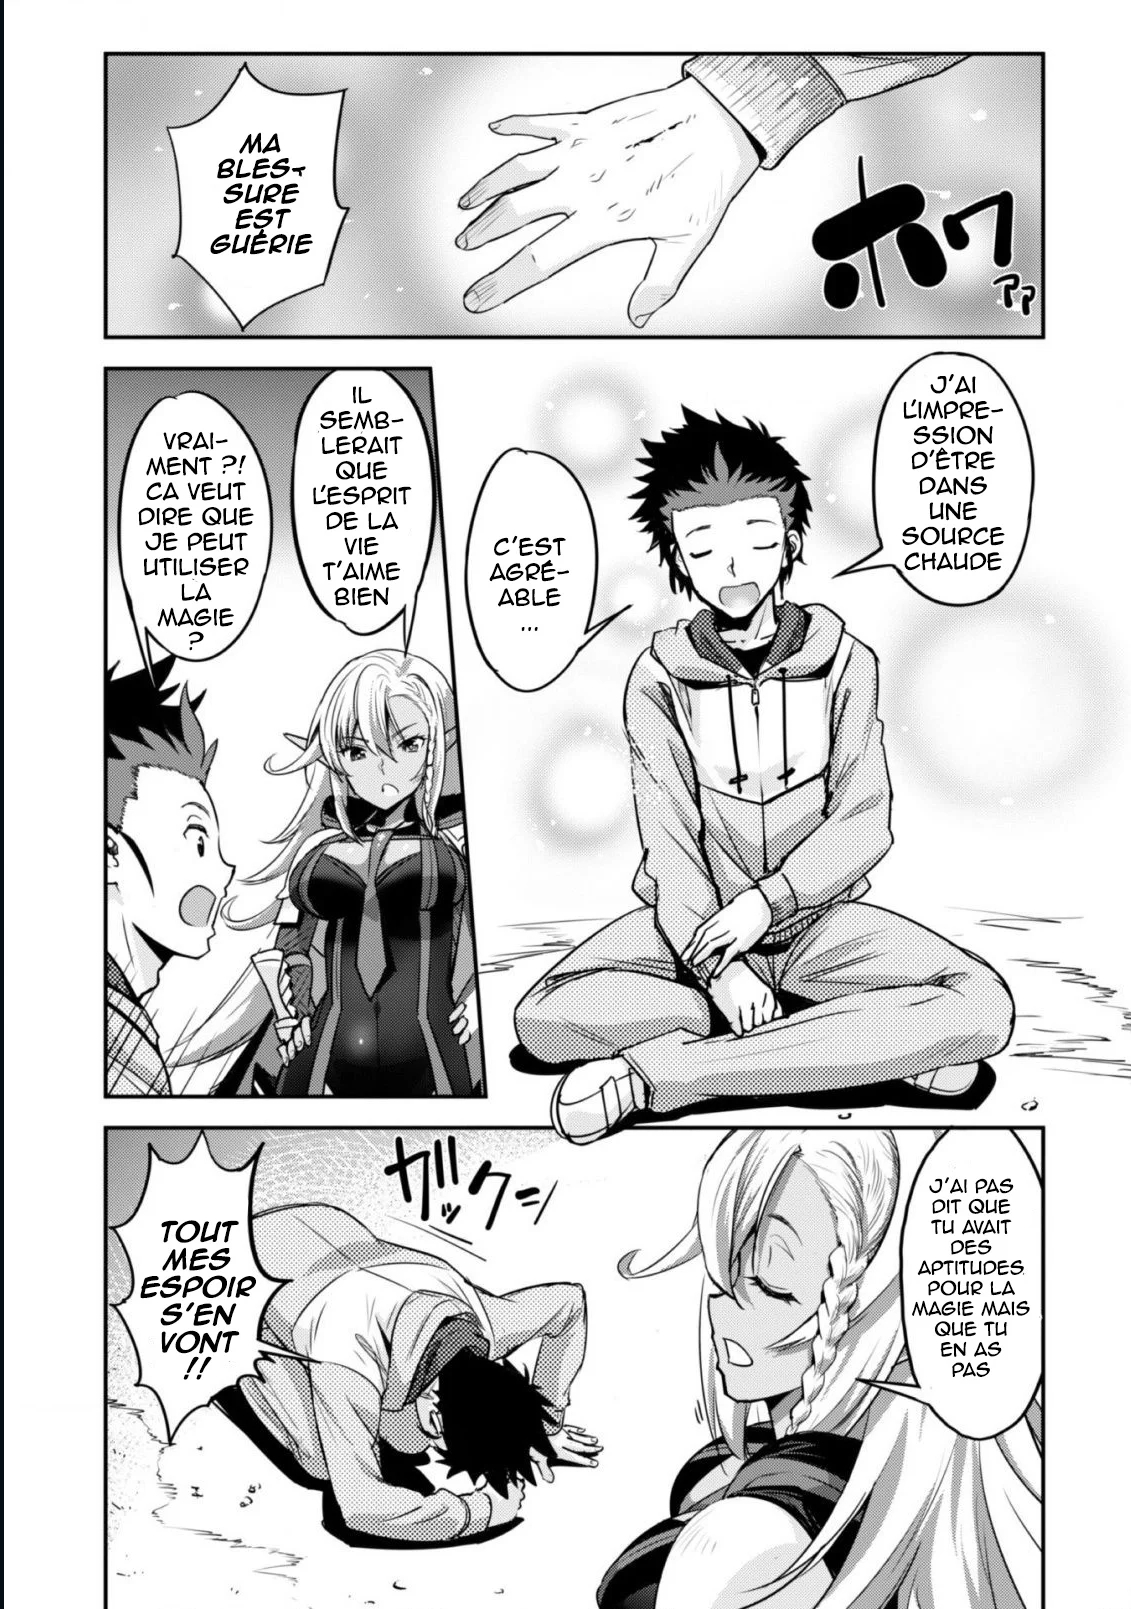 MA
BLES-
SURE
EST
GUÉRIE
ホワ
アア
J'AI
L'IMPRE-
SSION
D'ÊTRE
DANS
UNE
SOURCE
CHAUDE
C'EST
AGRÉ-
ABLE
...
IL
SEMB-
LERAIT
QUE
L'ESPRIT
DE LA
VIE
T'AIME
BIEN
VRAI-
MENT ?!
CA VEUT
DIRE QUE
JE PEUT
UTILISER
LA
MAGIE
?
J'AI PAS
DIT QUE
TU AVAIT
DES
APTITUDES
POUR LA
MAGIE MAIS
QUE TU
EN AS
PAS
ガックシ
TOUT
MES
ESPOIR
S'EN
VONT
!!